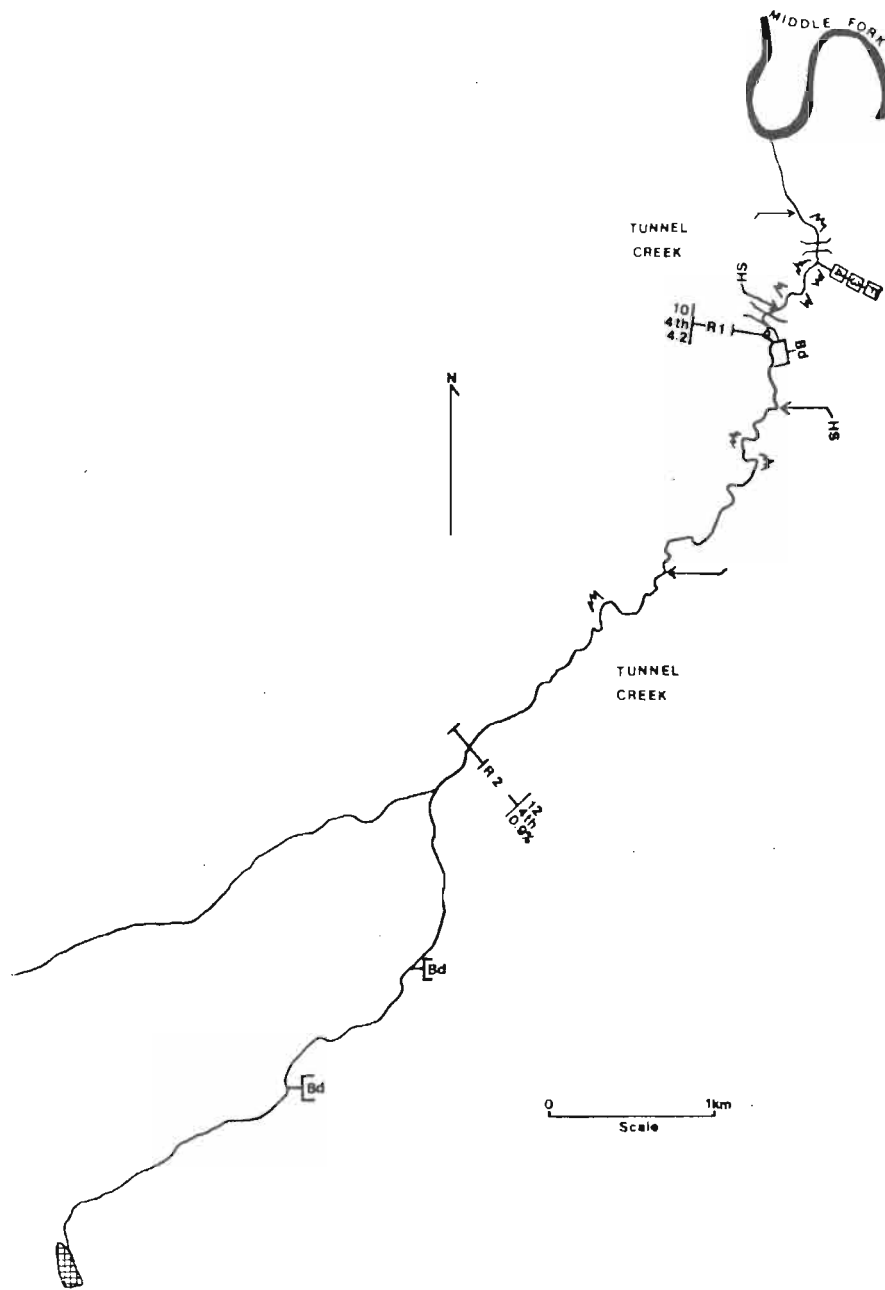 MIDDLE FORK
TUNNEL
CREEK
HS
10
4th
4.2
R1
Bd
N
HS
TUNNEL
CREEK
R 2
12
4th
0.9%
Bd
Bd
0 1km
Scale